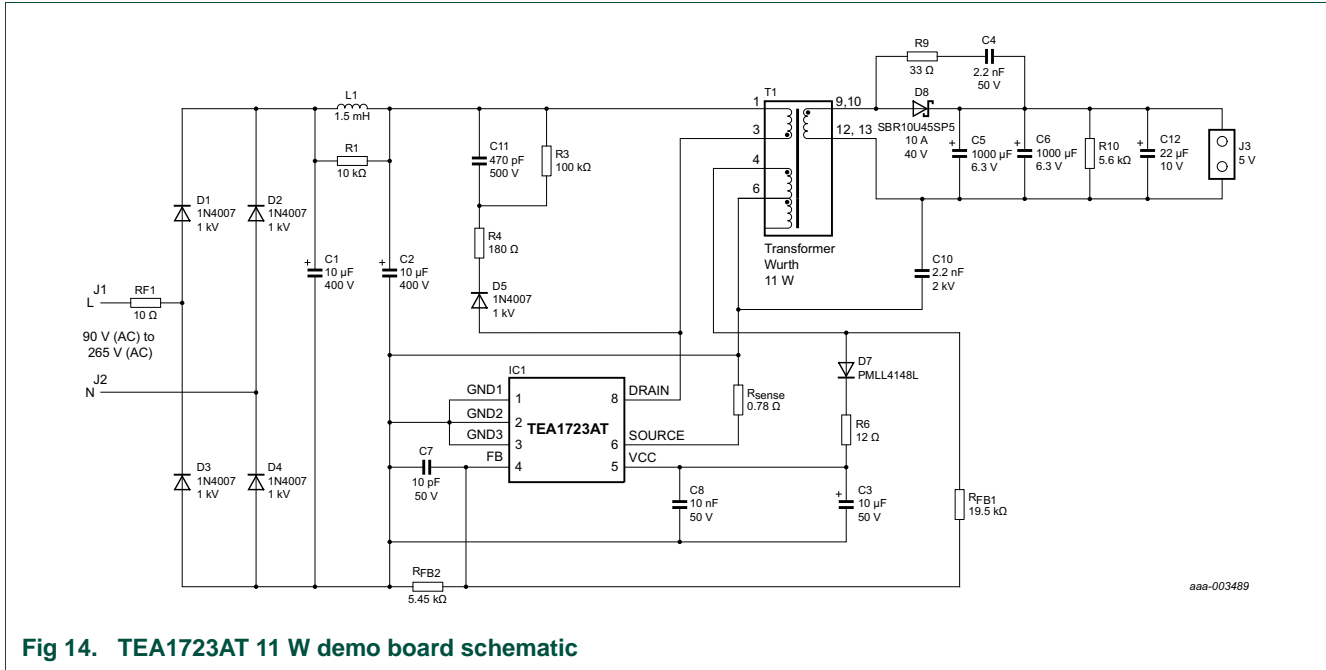 R9
33 Ω
C4
2.2 nF
50 V
L1
1.5 mH
R1
10 kΩ
C11
470 pF
500 V
R3
100 kΩ
T1
1
3
4
6
9,10
12, 13
D8
SBR10U45SP5
10 A
40 V
C5
1000 μF
6.3 V
C6
1000 μF
6.3 V
R10
5.6 kΩ
C12
22 μF
10 V
J3
5 V
D1
1N4007
1 kV
D2
1N4007
1 kV
R4
180 Ω
Transformer
Wurth
11 W
C10
2.2 nF
2 kV
C1
10 μF
400 V
C2
10 μF
400 V
D5
1N4007
1 kV
J1
L
RF1
10 Ω
90 V (AC) to
265 V (AC)
J2
N
D7
PMLL4148L
IC1
GND1
GND2
GND3
FB
1
2
3
4
TEA1723AT
8
6
5
DRAIN
SOURCE
VCC
Rsense
0.78 Ω
R6
12 Ω
C7
10 pF
50 V
D3
1N4007
1 kV
D4
1N4007
1 kV
C8
10 nF
50 V
C3
10 μF
50 V
RFB1
19.5 kΩ
RFB2
5.45 kΩ
aaa-003489
Fig 14. TEA1723AT 11 W demo board schematic